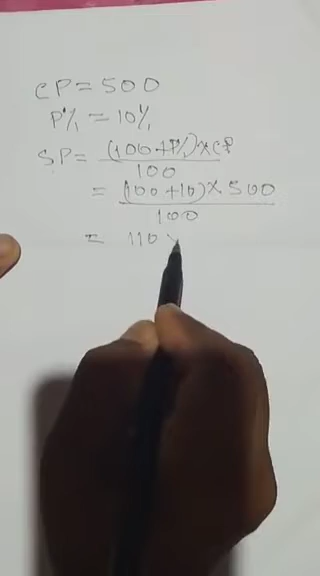 CP = 500
P% = 10%
SP = (100+P%)×CP
100
= (100+10)×500
100
= 110 ×